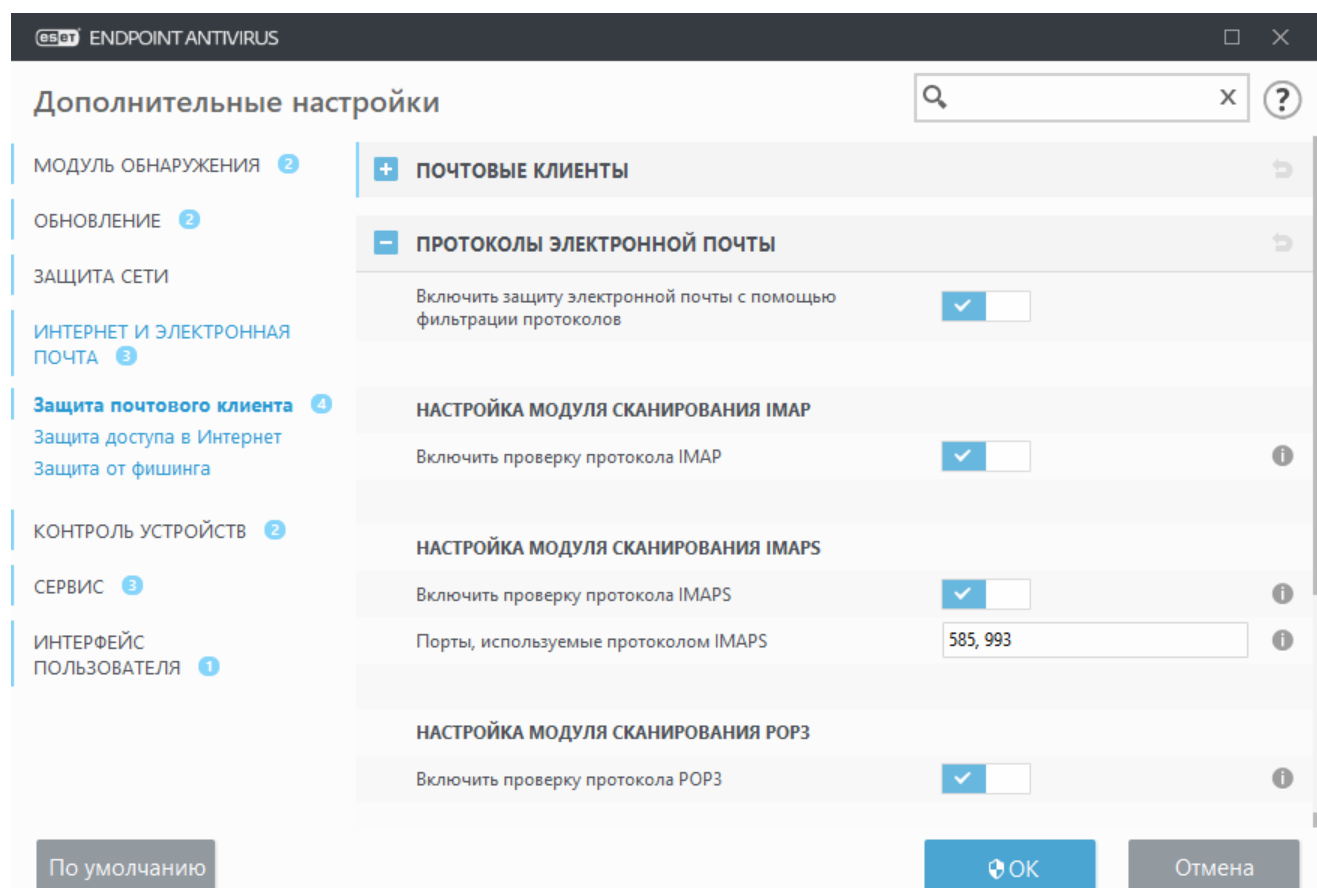 eset ENDPOINT ANTIVIRUS
Дополнительные настройки
x
?
МОДУЛЬ ОБНАРУЖЕНИЯ 2
ОБНОВЛЕНИЕ 2
ЗАЩИТА СЕТИ
ИНТЕРНЕТ И ЭЛЕКТРОННАЯ
ПОЧТА 3
Защита почтового клиента 4
Защита доступа в Интернет
Защита от фишинга
КОНТРОЛЬ УСТРОЙСТВ 2
СЕРВИС 3
ИНТЕРФЕЙС
ПОЛЬЗОВАТЕЛЯ 1
ПОЧТОВЫЕ КЛИЕНТЫ
ПРОТОКОЛЫ ЭЛЕКТРОННОЙ ПОЧТЫ
Включить защиту электронной почты с помощью
фильтрации протоколов
НАСТРОЙКА МОДУЛЯ СКАНИРОВАНИЯ IMAP
Включить проверку протокола IMAP
НАСТРОЙКА МОДУЛЯ СКАНИРОВАНИЯ IMAPS
Включить проверку протокола IMAPS
Порты, используемые протоколом IMAPS 585, 993
НАСТРОЙКА МОДУЛЯ СКАНИРОВАНИЯ POP3
Включить проверку протокола POP3
По умолчанию
OK
Отмена